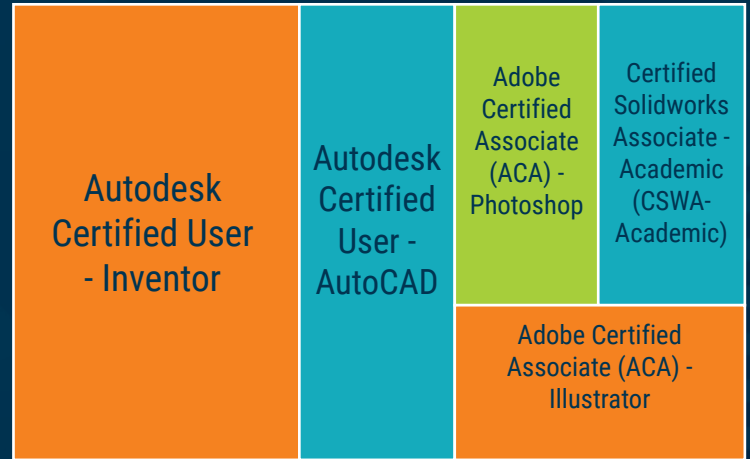 Autodesk
Certified User
- Inventor
Autodesk
Certified
User -
AutoCAD
Adobe
Certified
Associate
(ACA) -
Photoshop
Certified
Solidworks
Associate -
Academic
(CSWA-
Academic)
Adobe Certified
Associate (ACA) -
Illustrator